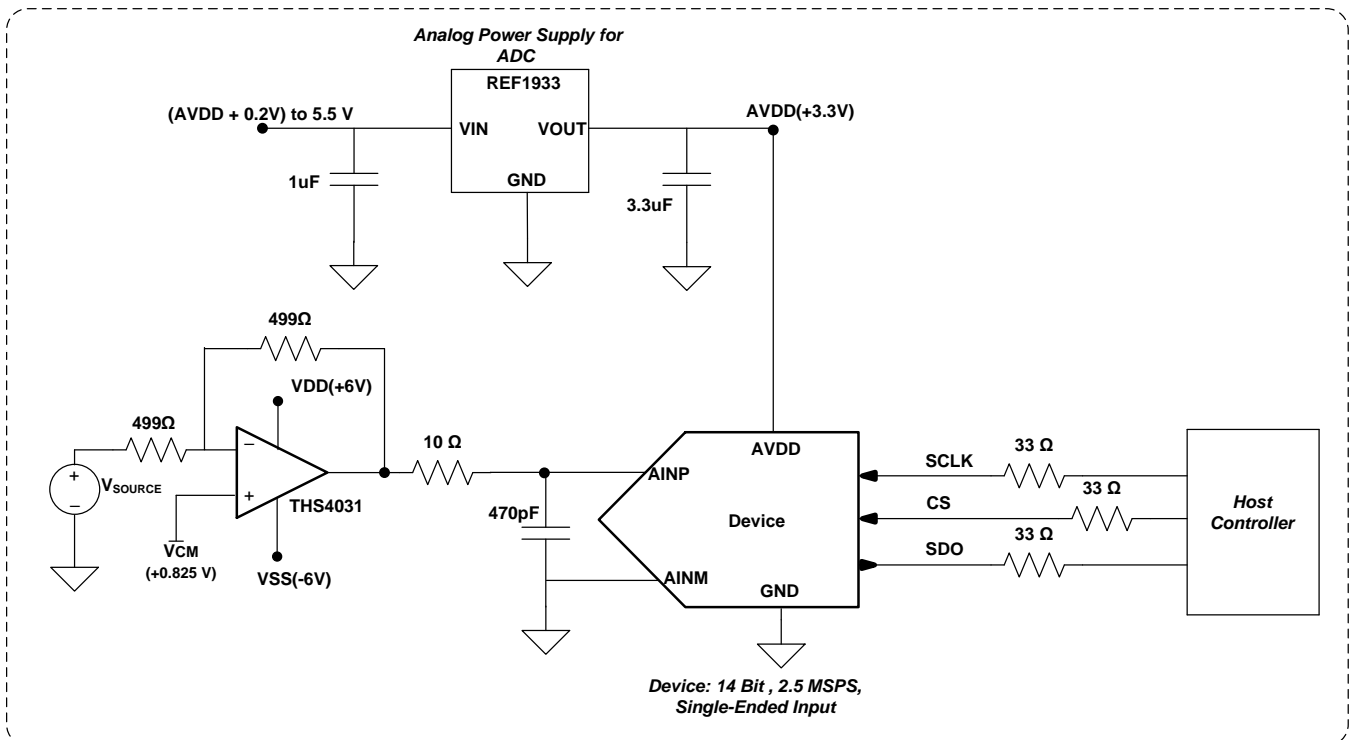 Analog Power Supply for
ADC
REF1933
(AVDD + 0.2V) to 5.5 V
VIN
VOUT
AVDD(+3.3V)
GND
1uF
3.3uF
499Ω
VDD(+6V)
499Ω
10 Ω
AVDD
SCLK
33 Ω
VSOURCE
THS4031
AINP
470pF
Device
CS
33 Ω
Host
Controller
SDO
33 Ω
VCM
(+0.825 V)
VSS(-6V)
AINM
GND
Device: 14 Bit , 2.5 MSPS,
Single-Ended Input